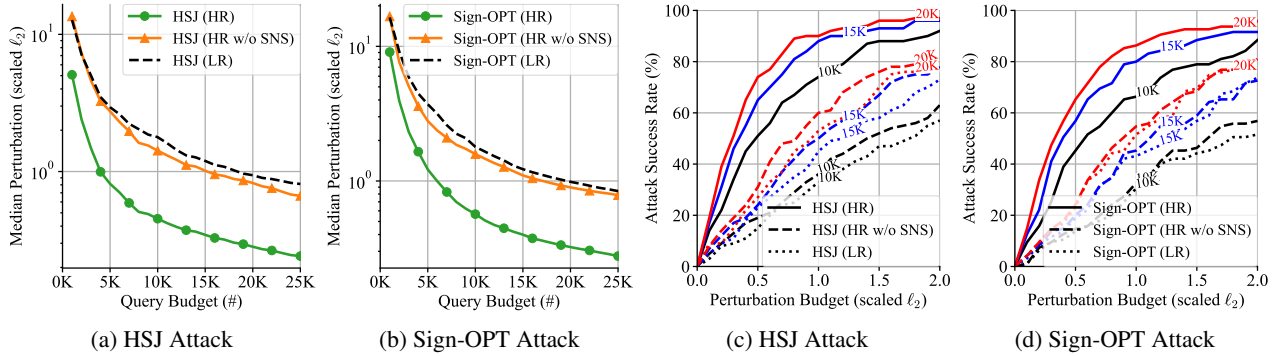 Median Perturbation (scaled ℓ₂)
10¹
10⁰
HSJ (HR)
HSJ (HR w/o SNS)
HSJ (LR)
0 5K 10K 15K 20K 25K
Query Budget (#)
(a) HSJ Attack
Median Perturbation (scaled ℓ₂)
10¹
10⁰
Sign-OPT (HR)
Sign-OPT (HR w/o SNS)
Sign-OPT (LR)
0 5K 10K 15K 20K 25K
Query Budget (#)
(b) Sign-OPT Attack
Attack Success Rate (%)
100
80
60
40
20
0
20K
15K
10K
20K
20K
15K
15K
10K
10K
HSJ (HR)
HSJ (HR w/o SNS)
HSJ (LR)
0.0 0.5 1.0 1.5 2.0
Perturbation Budget (scaled ℓ₂)
(c) HSJ Attack
Attack Success Rate (%)
100
80
60
40
20
0
20K
15K
10K
20K
15K
15K
10K
10K
Sign-OPT (HR)
Sign-OPT (HR w/o SNS)
Sign-OPT (LR)
0.0 0.5 1.0 1.5 2.0
Perturbation Budget (scaled ℓ₂)
(d) Sign-OPT Attack